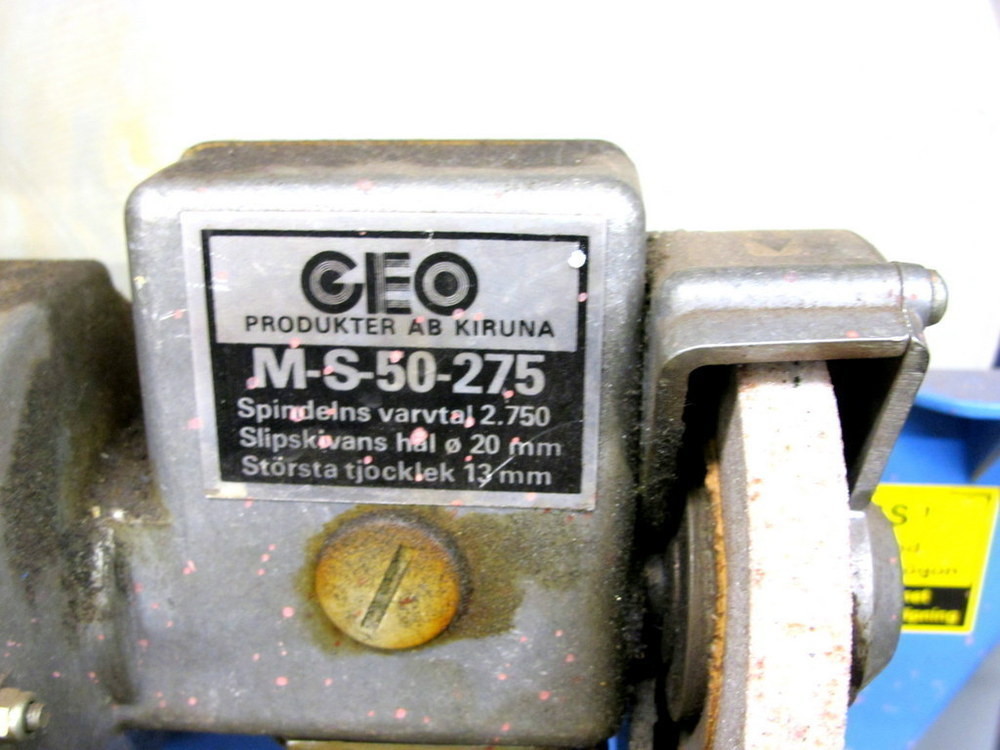 GEO
PRODUKTER AB KIRUNA
M-S-50-275
Spindelns varvtal 2.750
Slipskivans hål ø 20 mm
Största tjocklek 13 mm
S !